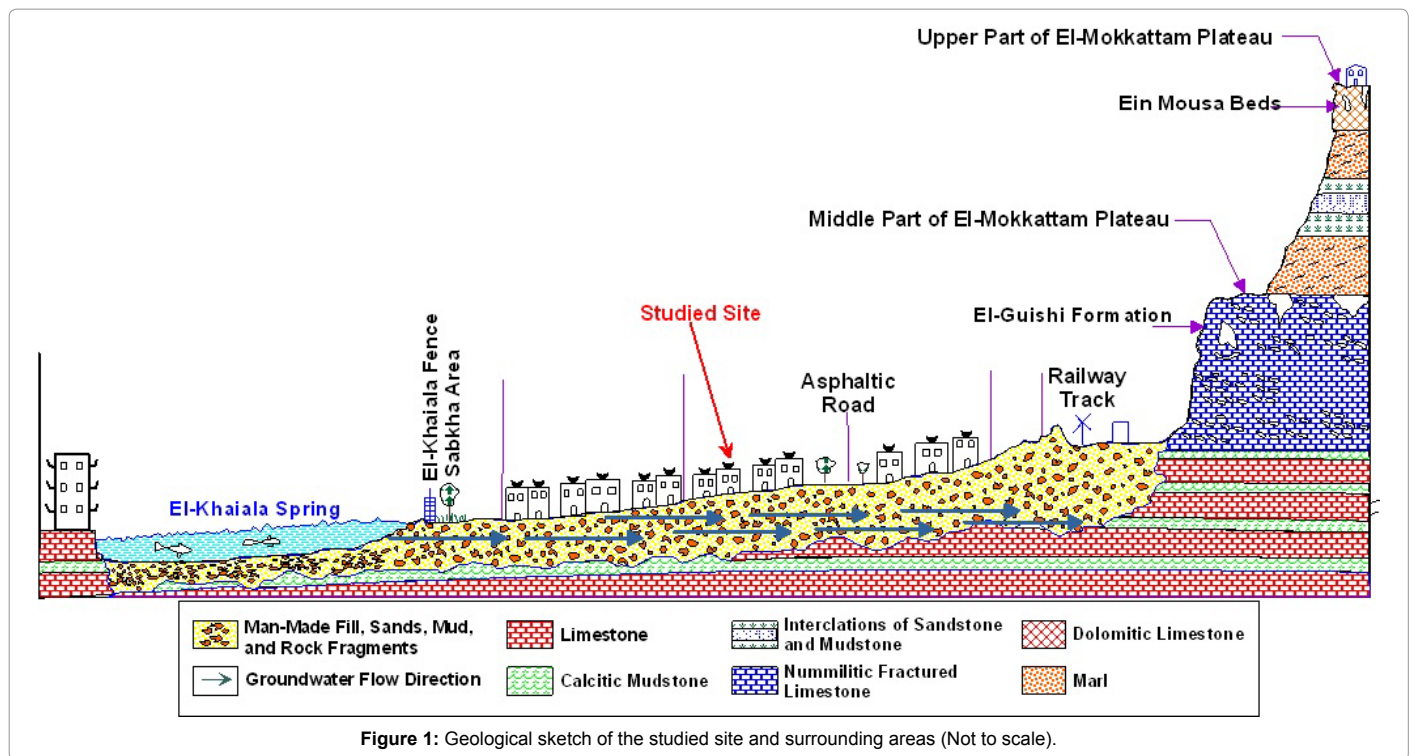 Upper Part of El-Mokkattam Plateau
Ein Mousa Beds
Middle Part of El-Mokkattam Plateau
El-Guishi Formation
Studied Site
Asphaltic
Road
Railway
Track
El-Khaiala Fence
Sabkha Area
El-Khaiala Spring
Man-Made Fill, Sands, Mud,
and Rock Fragments
Limestone
Interclations of Sandstone
and Mudstone
Dolomitic Limestone
Groundwater Flow Direction
Calcitic Mudstone
Nummilitic Fractured
Limestone
Marl
Figure 1: Geological sketch of the studied site and surrounding areas (Not to scale).